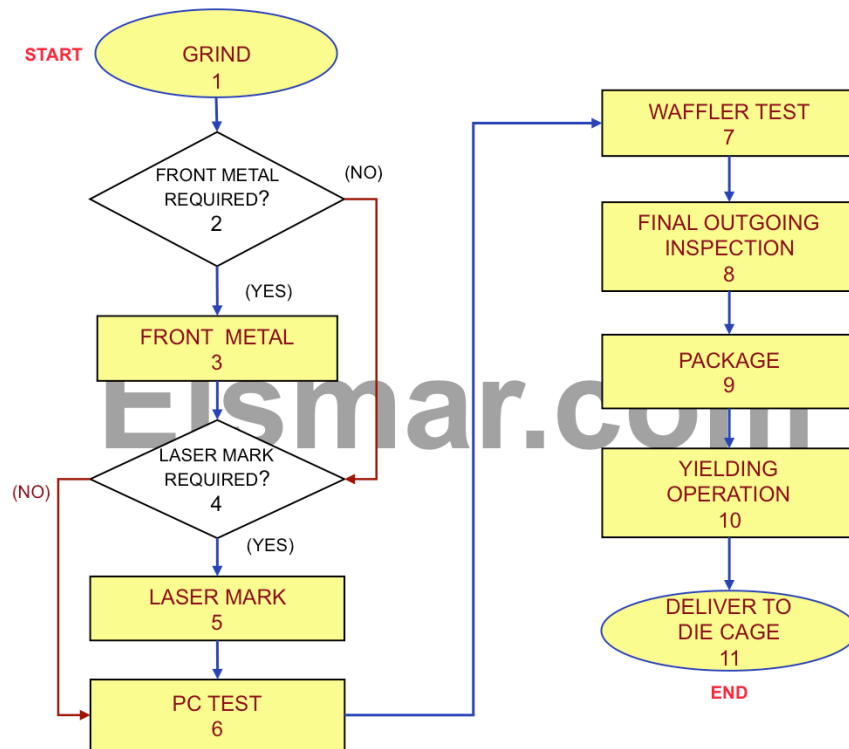 START
GRIND
1
FRONT METAL
REQUIRED?
2
(NO)
(YES)
FRONT METAL
3
Elsmar.com
LASER MARK
REQUIRED?
4
(NO)
(YES)
LASER MARK
5
PC TEST
6
WAFFLER TEST
7
FINAL OUTGOING
INSPECTION
8
PACKAGE
9
YIELDING
OPERATION
10
DELIVER TO
DIE CAGE
11
END